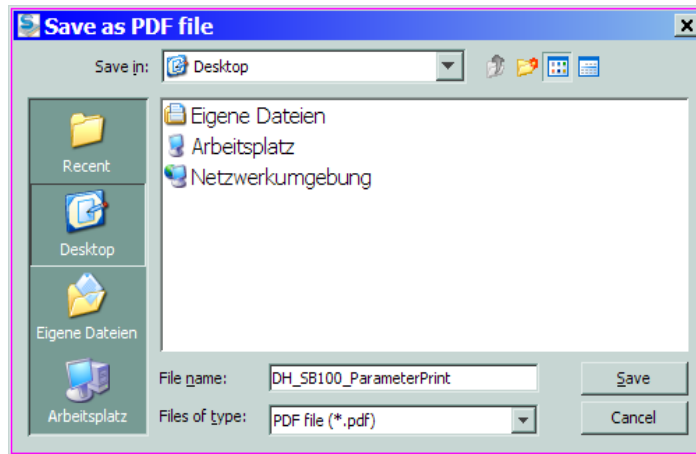 Save as PDF file
Save in: Desktop
Eigene Dateien
Arbeitsplatz
Netzwerkumgebung
Recent
Desktop
Eigene Dateien
Arbeitsplatz
File name: DH_SB100_ParameterPrint Save
Files of type: PDF file (*.pdf) Cancel